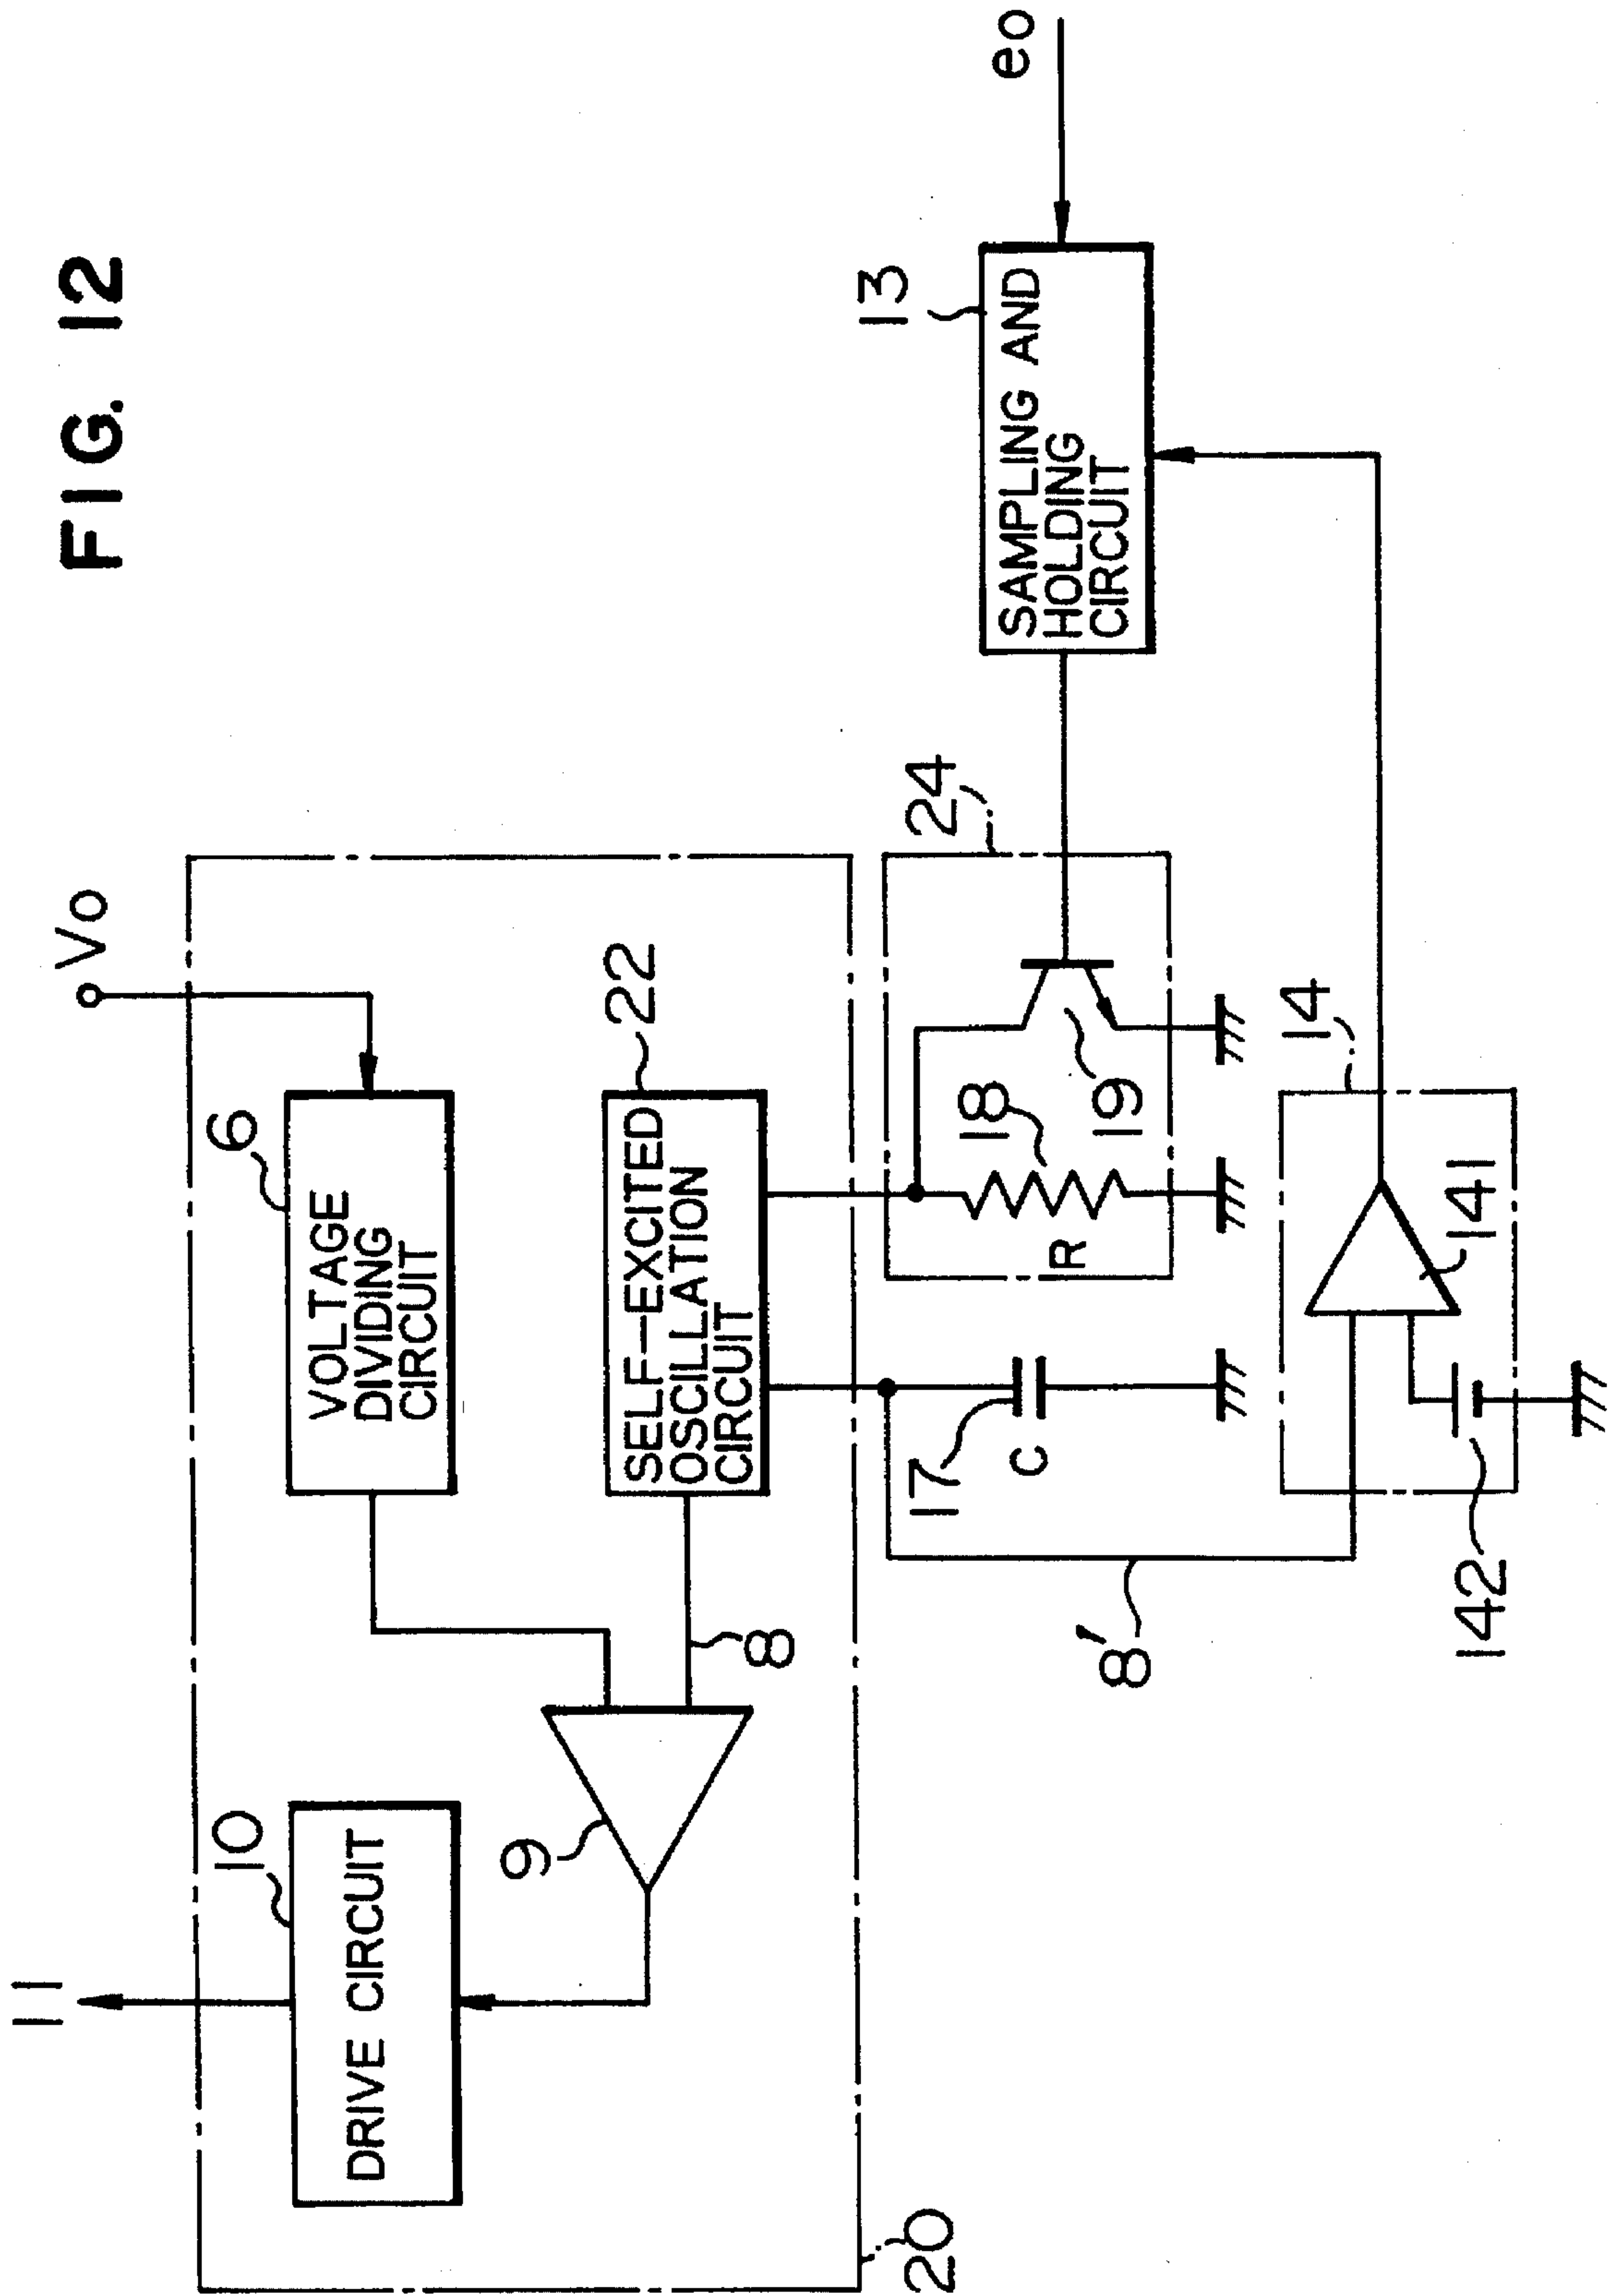 FIG. 12
11
Vo
10
DRIVE CIRCUIT
6
VOLTAGE
DIVIDING
CIRCUIT
9
8
SELF-EXCITED
OSCILLATION
CIRCUIT
22
20
24
17
C
R
18
19
13
SAMPLING AND
HOLDING
CIRCUIT
eo
8'
14
141
142